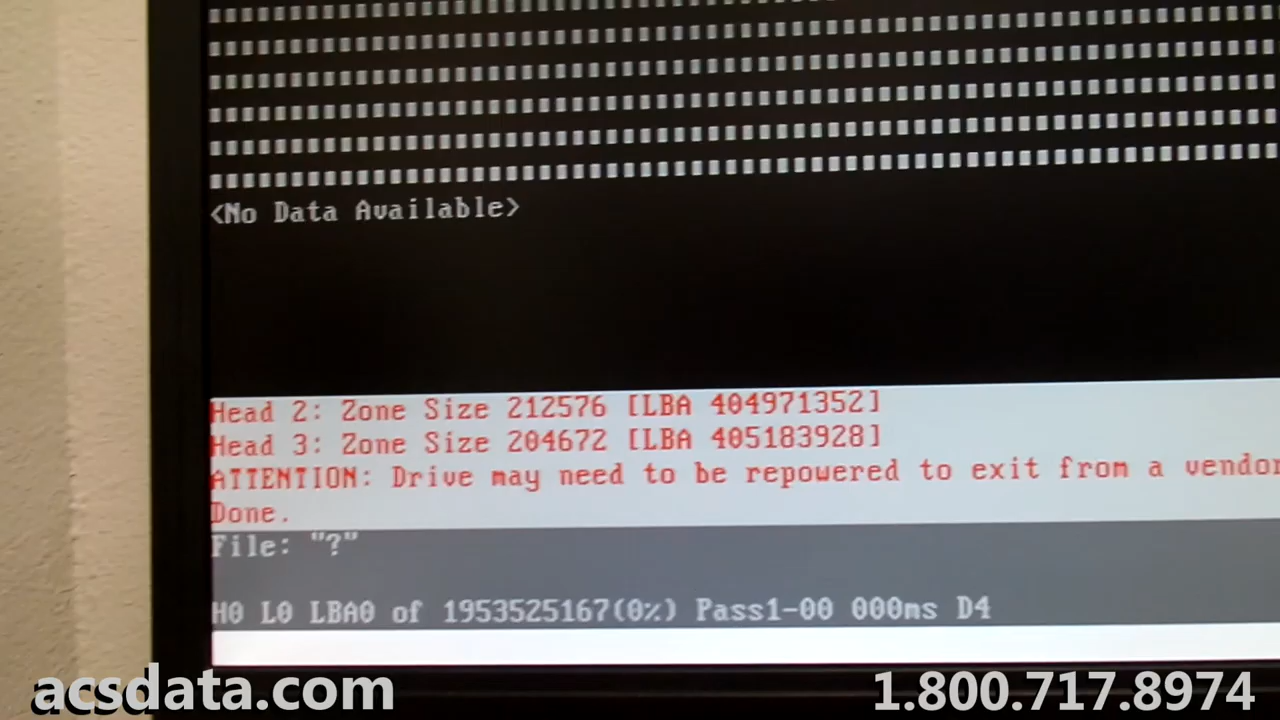 <No Data Available>
Head 2: Zone Size 212576 [LBA 404971352]
Head 3: Zone Size 204672 [LBA 405183928]
ATTENTION: Drive may need to be repowered to exit from a vendor
Done.
File: "?"
H0 L0 LBA0 of 1953525167(0%) Pass1-00 000ms D4
acsdata.com
1.800.717.8974